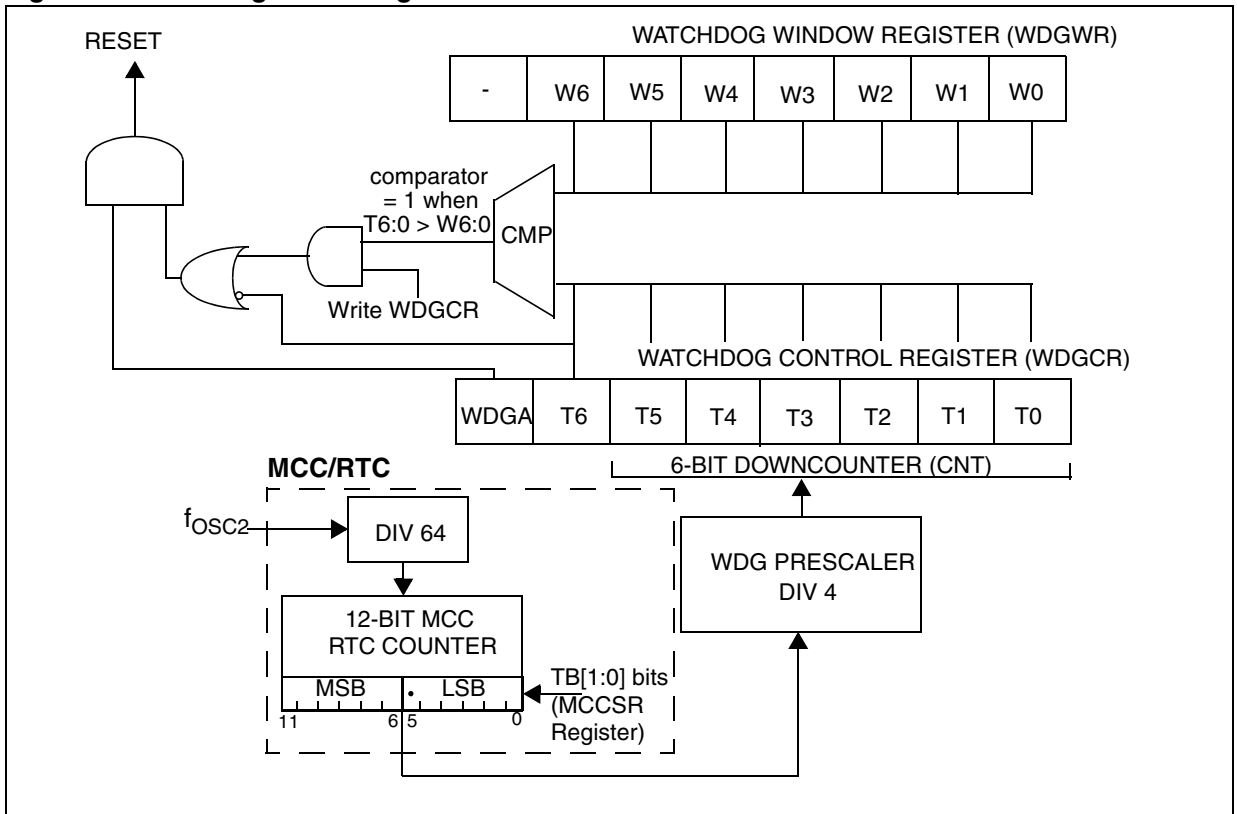 RESET
WATCHDOG WINDOW REGISTER (WDGWR)
- W6 W5 W4 W3 W2 W1 W0
comparator
= 1 when
T6:0 > W6:0
CMP
Write WDGCR
WATCHDOG CONTROL REGISTER (WDGCR)
WDGA T6 T5 T4 T3 T2 T1 T0
6-BIT DOWNCOUNTER (CNT)
MCC/RTC
fOSC2
DIV 64
WDG PRESCALER
DIV 4
12-BIT MCC
RTC COUNTER
MSB LSB
11 6 5 0
TB[1:0] bits
(MCCSR
Register)